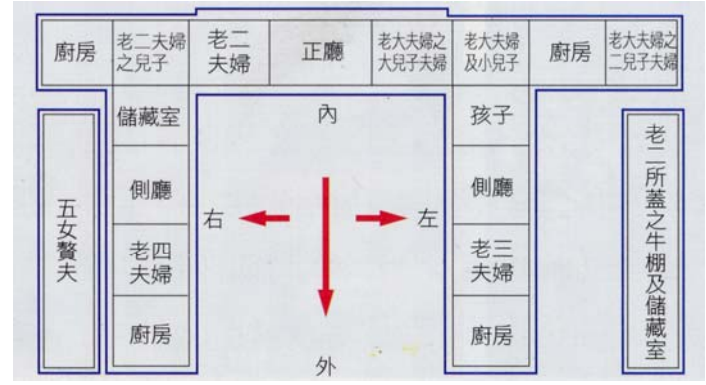 廚房
老二夫婦
之兒子
老二
夫婦
正廳
老大夫婦之
大兒子夫婦
老大夫婦
及小兒子
廚房
老大夫婦之
二兒子夫婦
儲藏室
內
孩子
側廳
側廳
右
左
五女贅夫
老四
夫婦
老三
夫婦
老二所蓋之牛棚及儲藏室
廚房
廚房
外